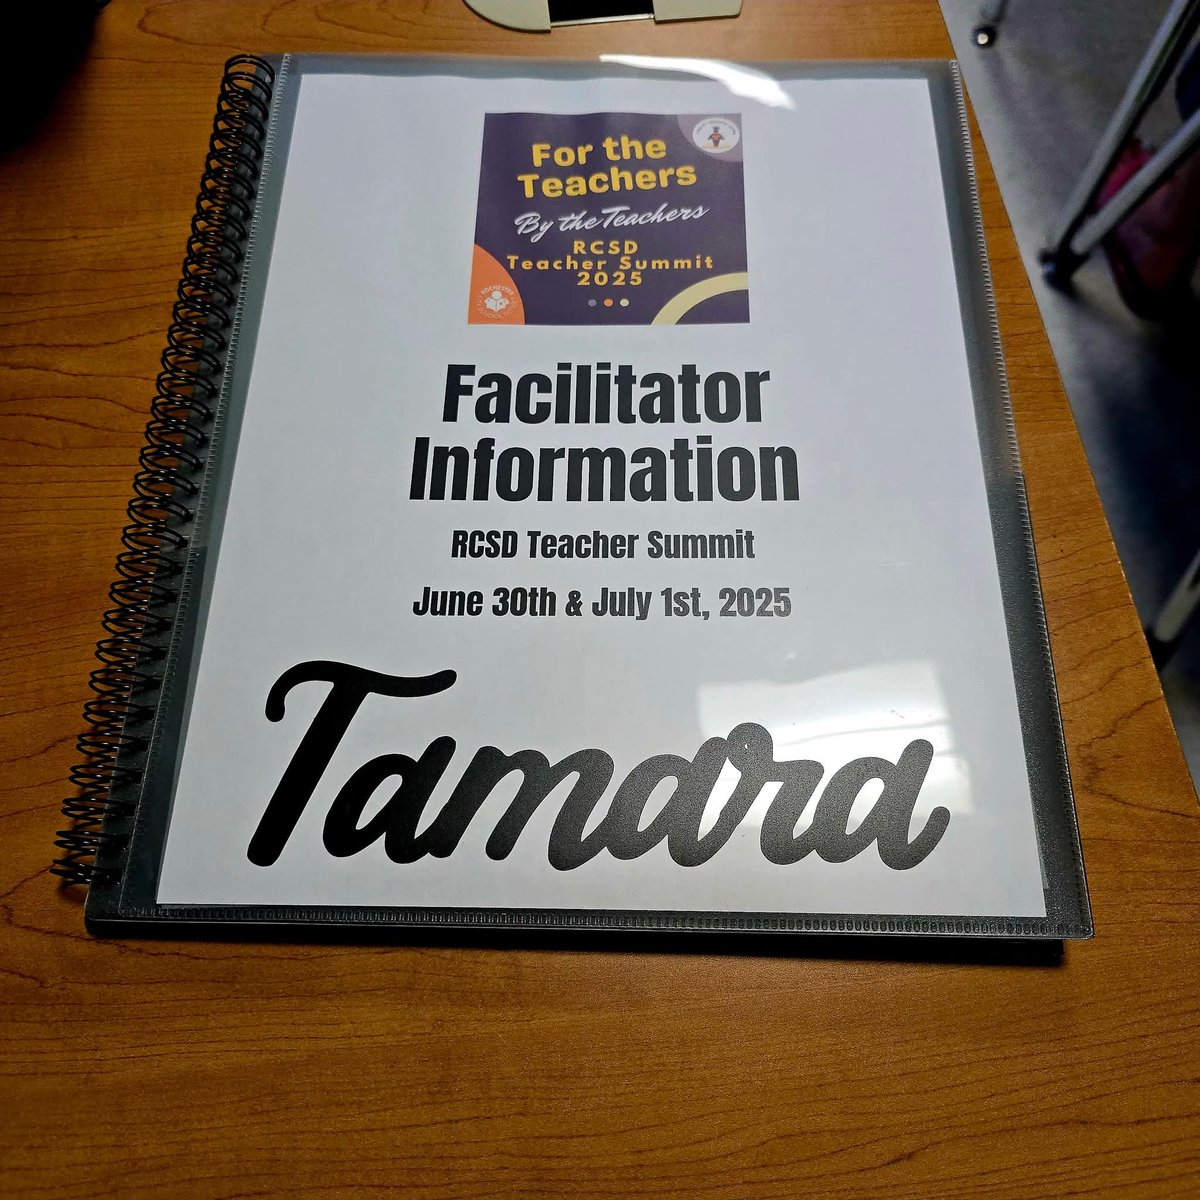 For the
Teachers
By the Teachers
RCSD
Teacher Summit
2025
ROCHESTER
Facilitator
Information
RCSD Teacher Summit
June 30th & July 1st, 2025
Tamara